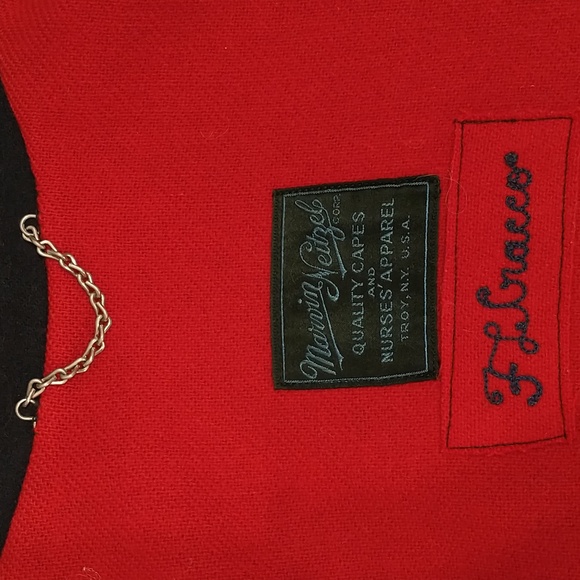 Marvin Neitzel
CORP.
QUALITY CAPES
AND
NURSES' APPAREL
TROY, N.Y. U.S.A.